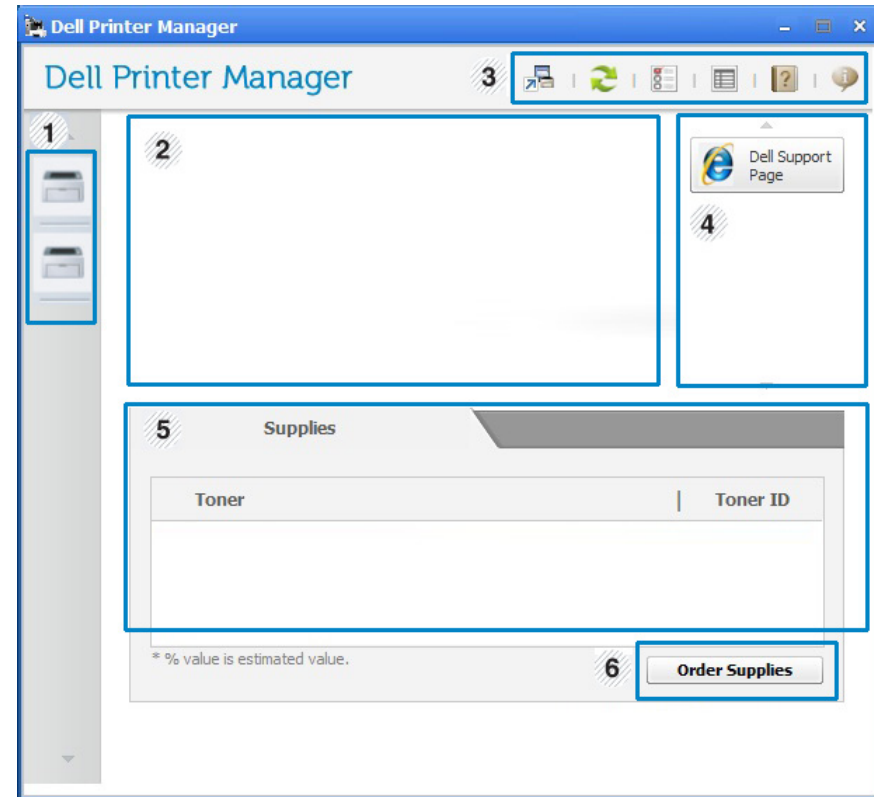 Dell Printer Manager
Dell Printer Manager
3
1
2
Dell Support
Page
4
5
Supplies
Toner
Toner ID
* % value is estimated value.
6
Order Supplies